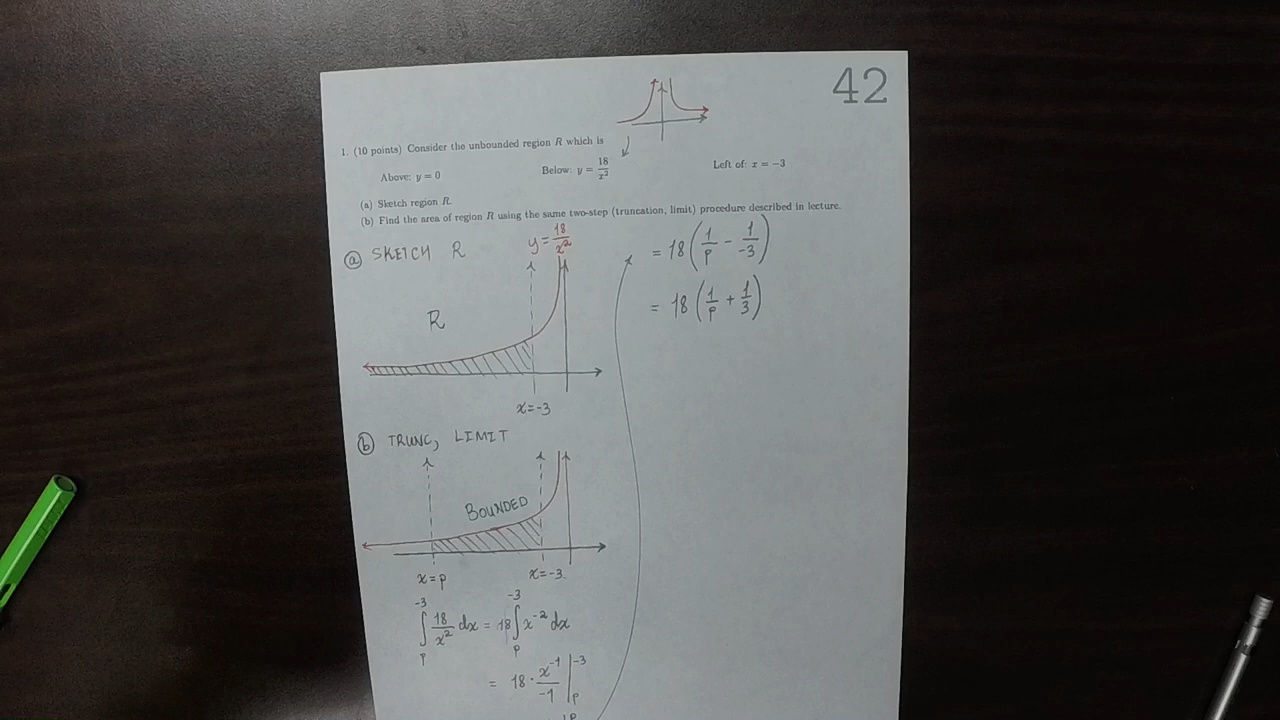 42
1. (10 points) Consider the unbounded region R which is
Above: y = 0 Below: y = 18/x² Left of: x = −3
(a) Sketch region R.
(b) Find the area of region R using the same two-step (truncation, limit) procedure described in lecture.
ⓐ SKETCH R
y = 18/x²
R
x=-3
ⓑ TRUNC, LIMIT
BOUNDED
x=p x=-3
∫_p^{-3} 18/x² dx = 18 ∫_p^{-3} x^{-2} dx
= 18 · x^{-1}/-1 |_p^{-3}
= 18 (1/p - 1/-3)
= 18 (1/p + 1/3)